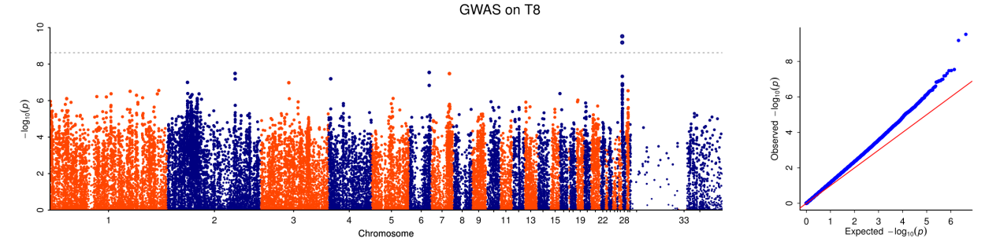 GWAS on T8
−log10(p)
10
8
6
4
2
0
1 2 3 4 5 6 7 8 9 11 13 15 17 19 22 28 33
Chromosome
Observed −log10(p)
8
6
4
2
0
0 1 2 3 4 5 6
Expected −log10(p)